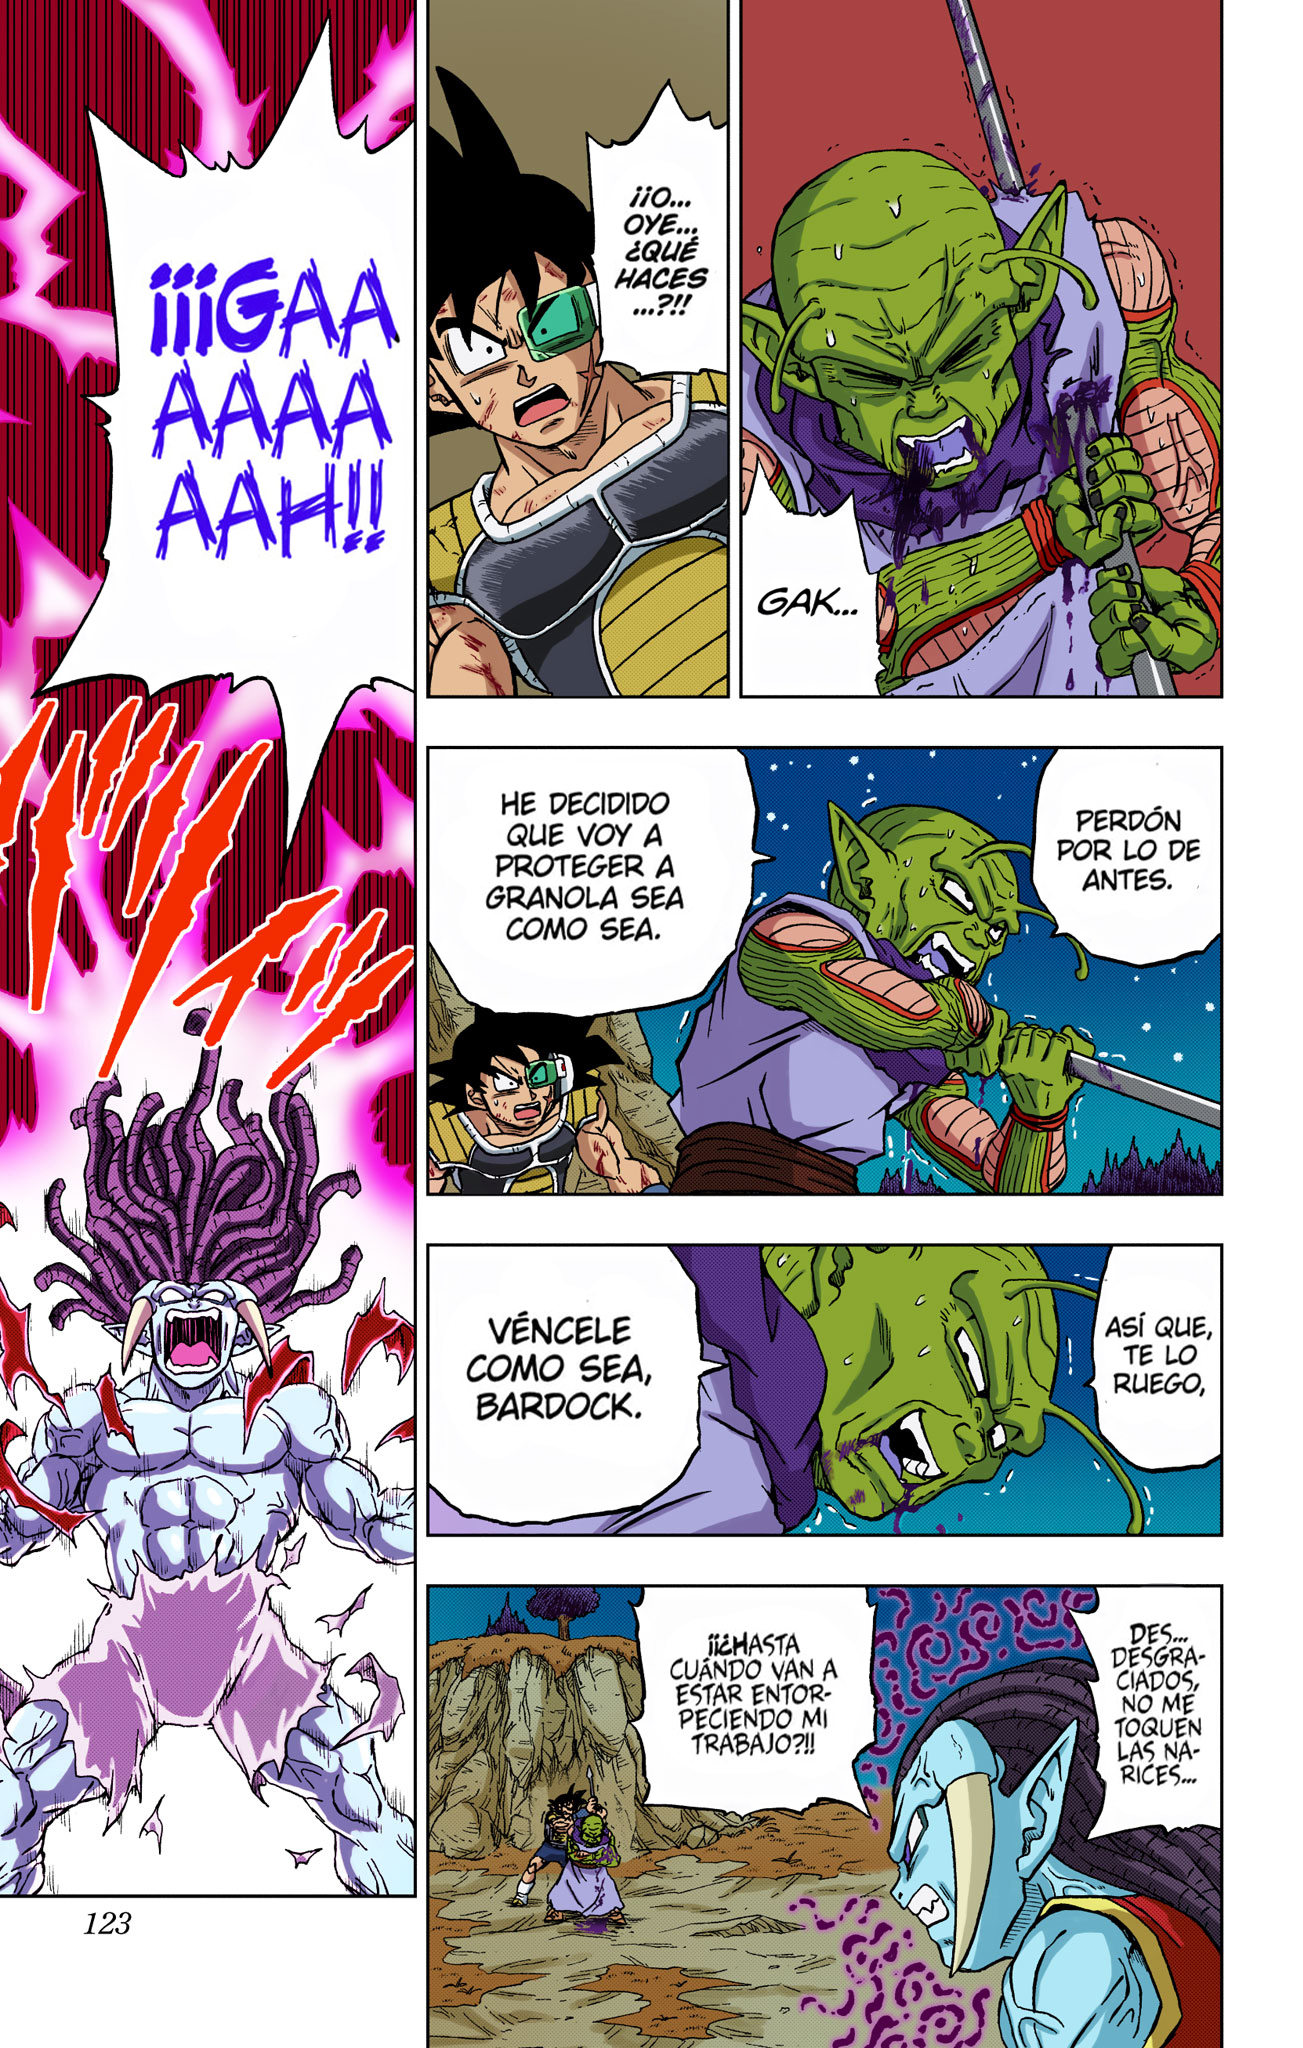 GAK...
¡¡O...
OYE...
¿QUÉ
HACES
...?!!
PERDÓN
POR LO DE
ANTES.
HE DECIDIDO
QUE VOY A
PROTEGER A
GRANOLA SEA
COMO SEA.
ASÍ QUE,
TE LO
RUEGO,
VÉNCELE
COMO SEA,
BARDOCK.
DES...
DESGRA-
CIADOS,
NO ME
TOQUEN
LAS NA-
RICES...
¡¡¿HASTA
CUÁNDO VAN A
ESTAR ENTOR-
PECIENDO MI
TRABAJO?!!
¡¡¡GAA
AAAA
AAH!!
123